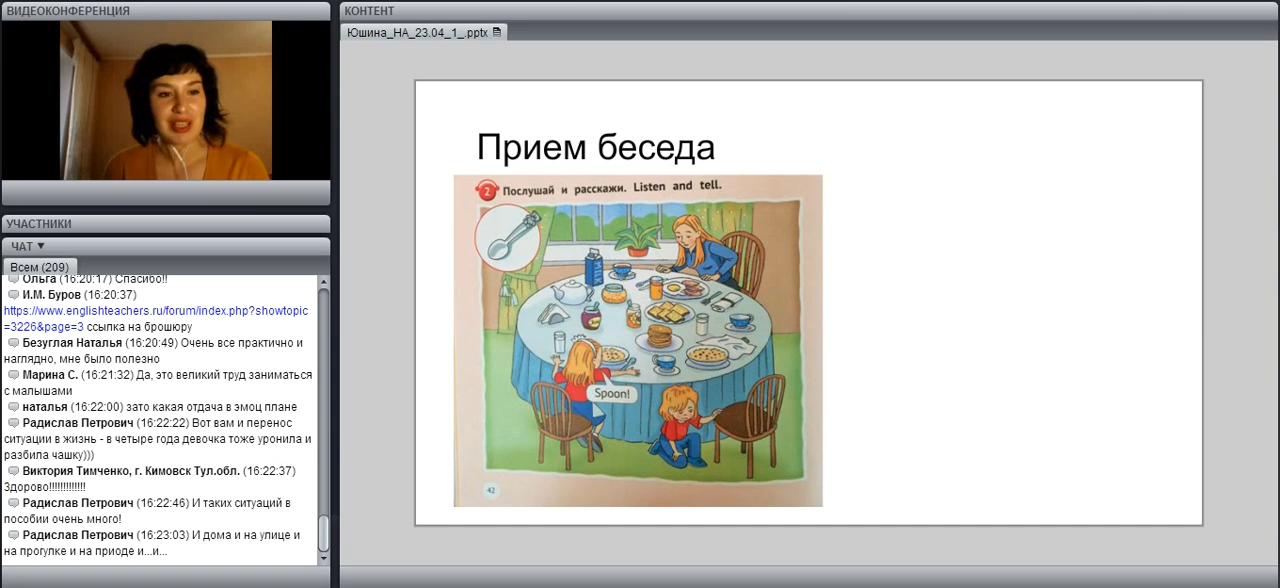 ВИДЕОКОНФЕРЕНЦИЯ
УЧАСТНИКИ
ЧАТ ▼
Всем (209)
Ольга (16:20:17) Спасибо!!
И.М. Буров (16:20:37)
https://www.englishteachers.ru/forum/index.php?showtopic
=3226&page=3 ссылка на брошюру
Безуглая Наталья (16:20:49) Очень все практично и
наглядно, мне было полезно
Марина С. (16:21:32) Да, это великий труд заниматься
с малышами
наталья (16:22:00) зато какая отдача в эмоц плане
Радислав Петрович (16:22:22) Вот вам и перенос
ситуации в жизнь - в четыре года девочка тоже уронила и
разбила чашку)))
Виктория Тимченко, г. Кимовск Тул.обл. (16:22:37)
Здорово!!!!!!!!!!!!!
Радислав Петрович (16:22:46) И таких ситуаций в
пособии очень много!
Радислав Петрович (16:23:03) И дома и на улице и
на прогулке и на приоде и...и...
КОНТЕНТ
Юшина_НА_23.04_1_.pptx
Прием беседа
2 Послушай и расскажи. Listen and tell.
Spoon!
42